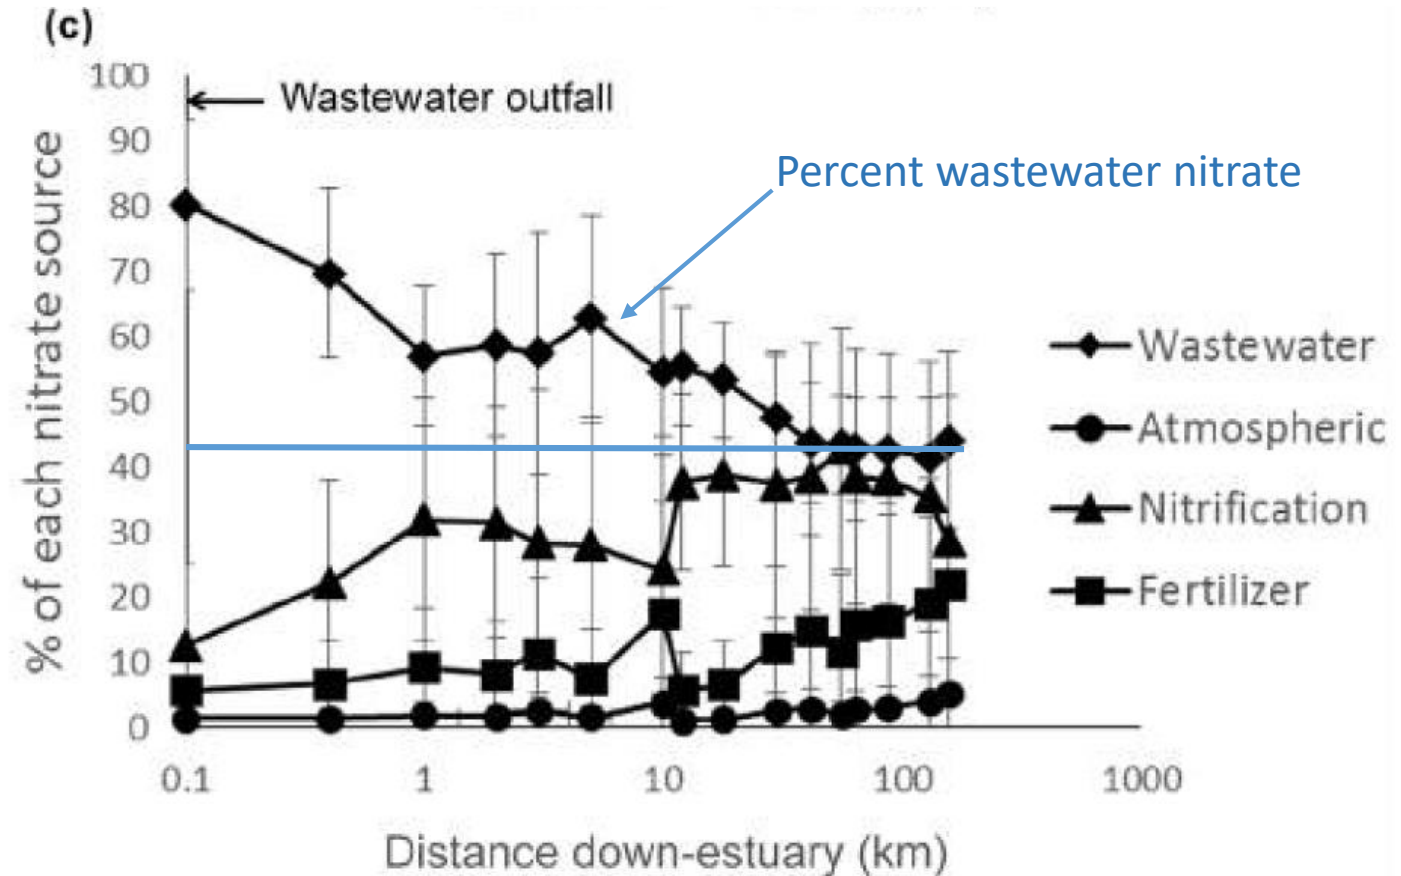 (c)
Wastewater outfall
Percent wastewater nitrate
% of each nitrate source
100
90
80
70
60
50
40
30
20
10
0
0.1 1 10 100 1000
Distance down-estuary (km)
Wastewater
Atmospheric
Nitrification
Fertilizer